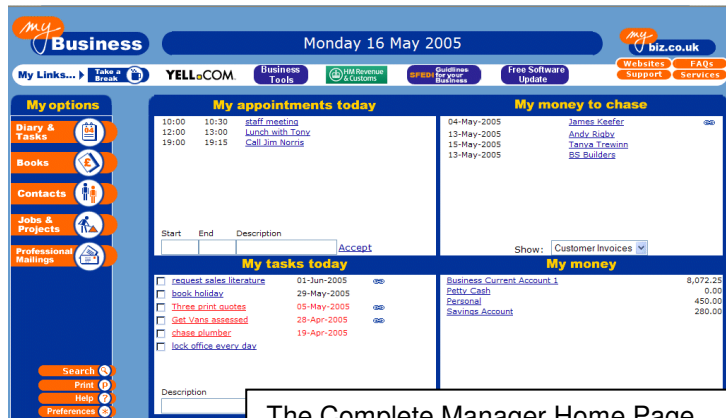 my
Business
Monday 16 May 2005
my
biz.co.uk
Websites FAQs
Support Services
My Links...
Take a
Break
YELL.COM.
Business
Tools
HM Revenue
& Customs
SFEDI
Guidlines
for your
Business
Free Software
Update
My options
Diary &
Tasks
04
Books
£
Contacts
Jobs &
Projects
Professional
Mailings
Search
Print P
Help ?
Preferences
My appointments today
10:00 10:30 staff meeting
12:00 13:00 Lunch with Tony
19:00 19:15 Call Jim Norris
Start End Description
Accept
My money to chase
04-May-2005 James Keefer
13-May-2005 Andy Rigby
15-May-2005 Tanya Trewinn
13-May-2005 BS Builders
Show: Customer Invoices
My tasks today
request sales literature 01-Jun-2005
book holiday 29-May-2005
Three print quotes 05-May-2005
Get Vans assessed 28-Apr-2005
chase plumber 19-Apr-2005
lock office every day
Description
My money
Business Current Account 1 8,072.25
Petty Cash 0.00
Personal 450.00
Savings Account 280.00
The Complete Manager Home Page